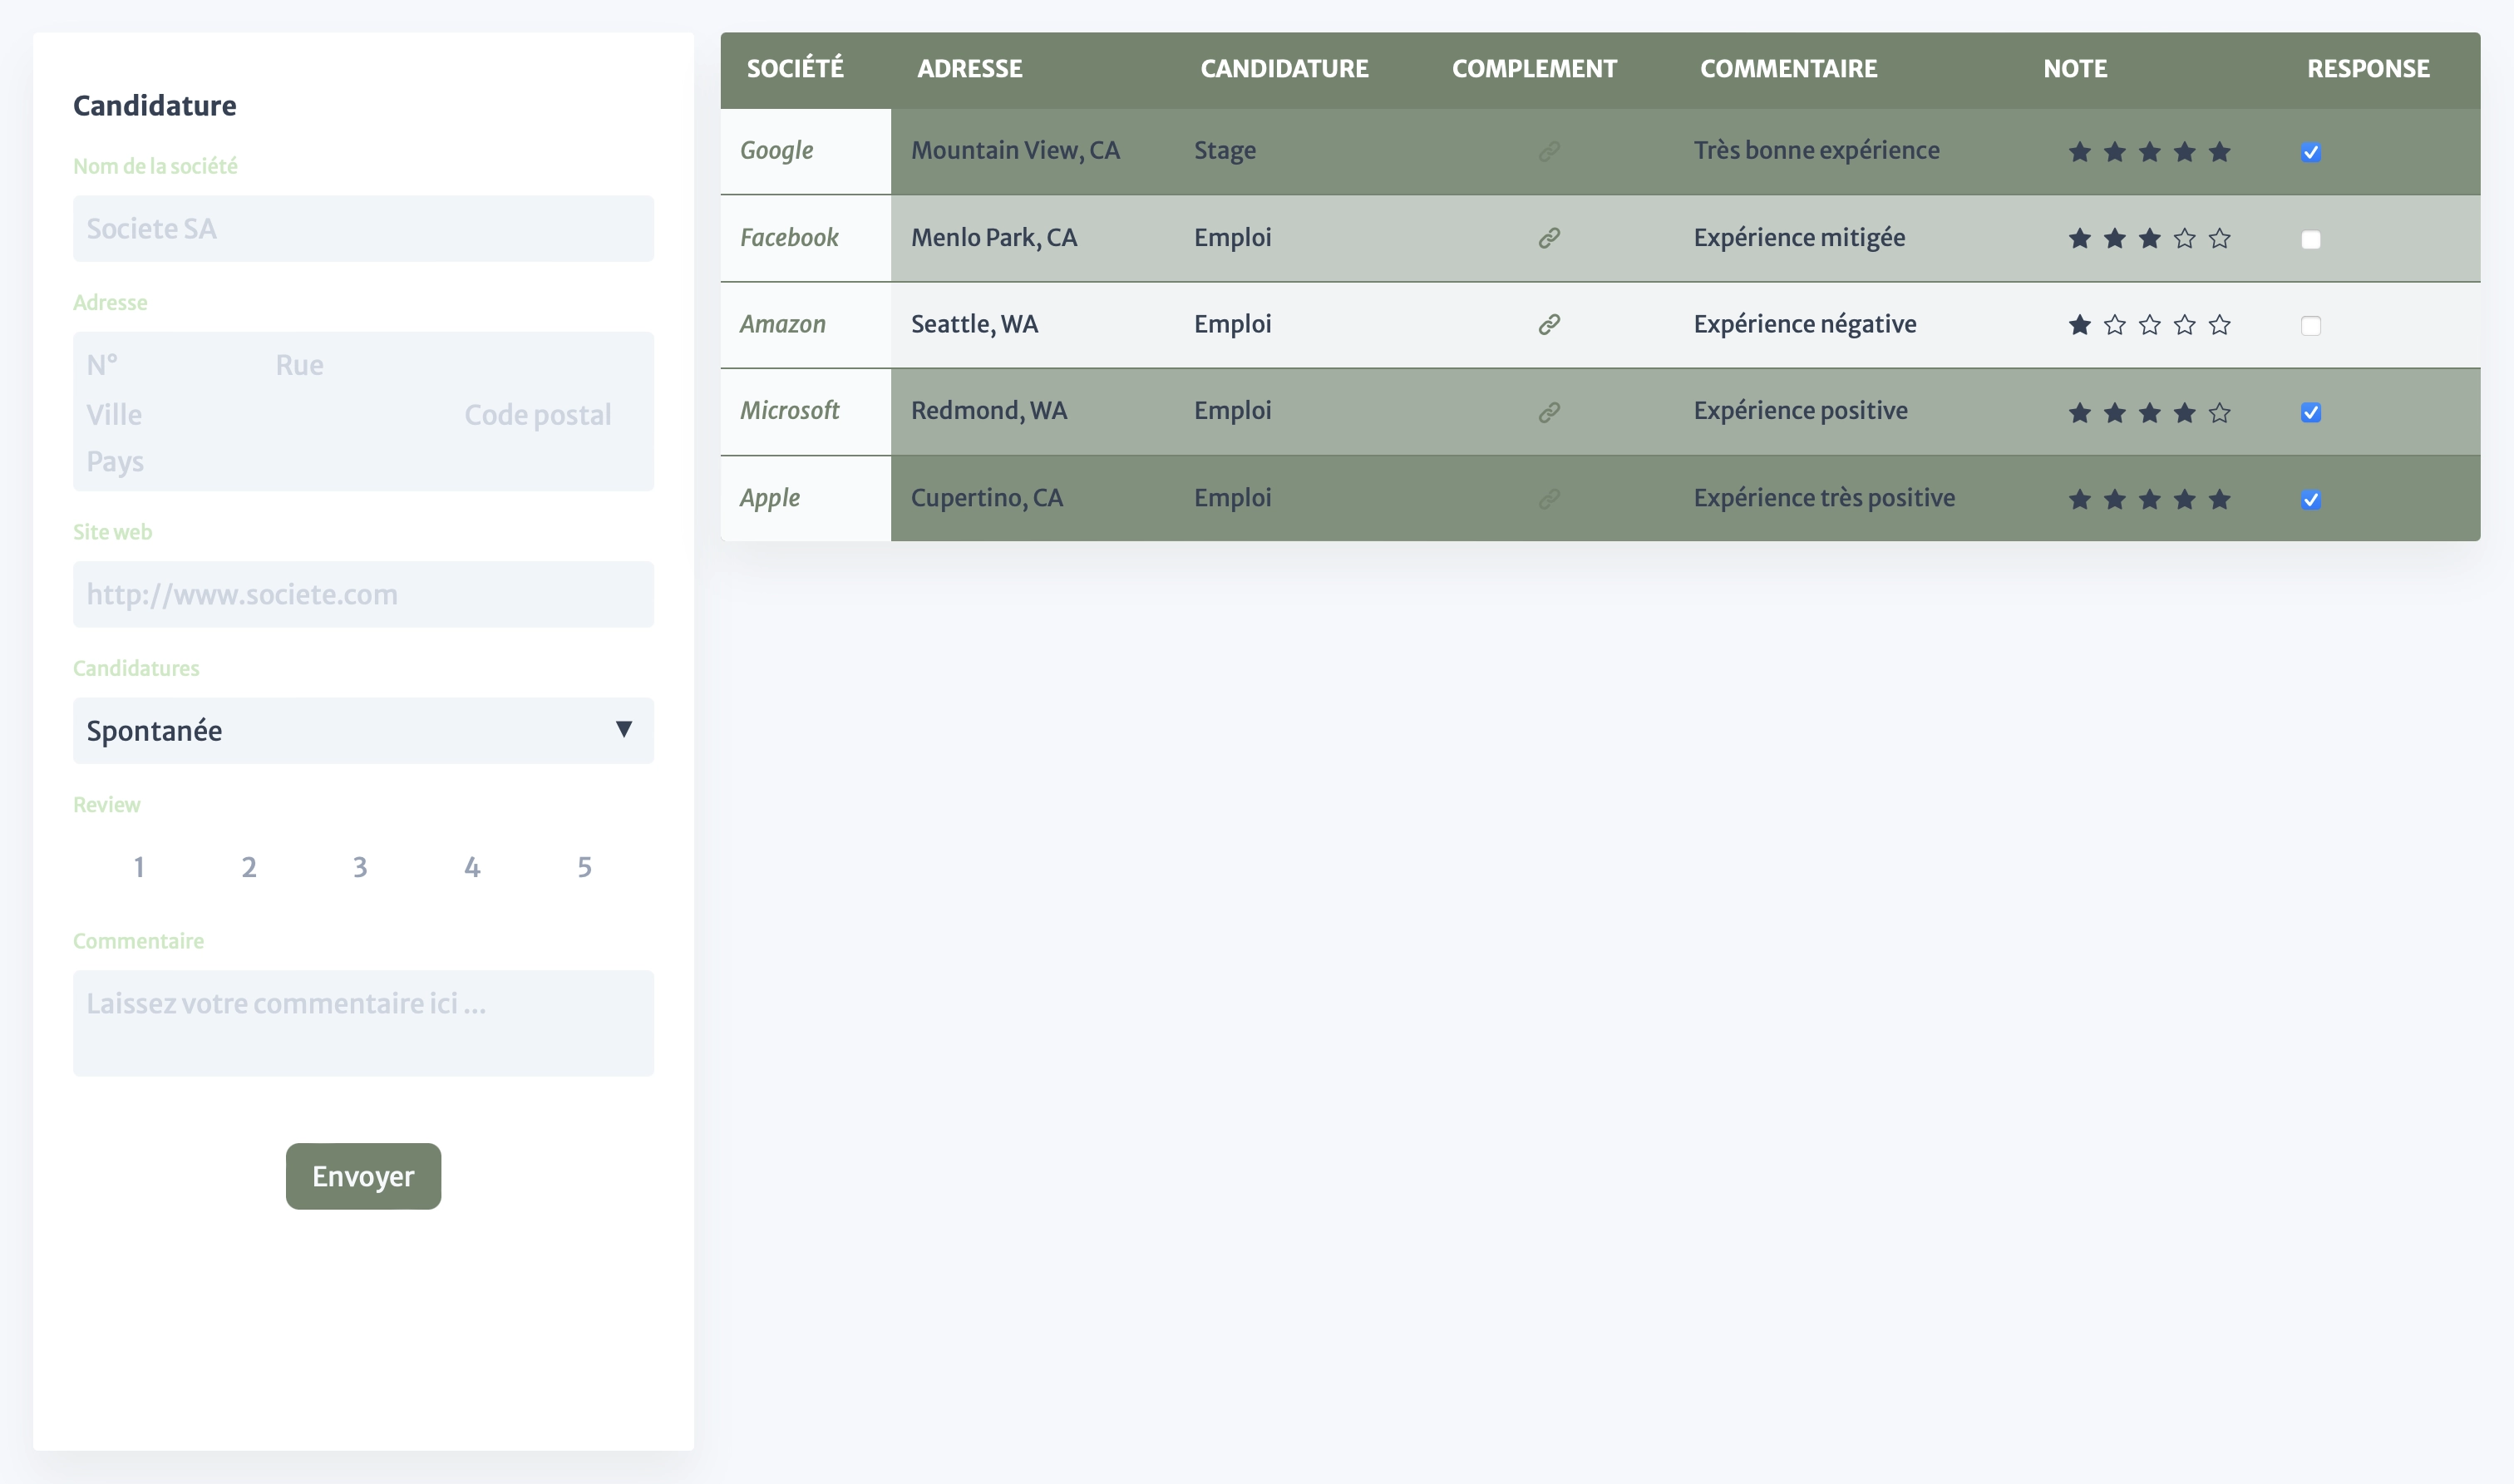 Candidature
Nom de la société
Societe SA
Adresse
N° Rue
Ville Code postal
Pays
Site web
http://www.societe.com
Candidatures
Spontanée
Review
1 2 3 4 5
Commentaire
Laissez votre commentaire ici ...
Envoyer
SOCIÉTÉ ADRESSE CANDIDATURE COMPLEMENT COMMENTAIRE NOTE RESPONSE
Google Mountain View, CA Stage Très bonne expérience
Facebook Menlo Park, CA Emploi Expérience mitigée
Amazon Seattle, WA Emploi Expérience négative
Microsoft Redmond, WA Emploi Expérience positive
Apple Cupertino, CA Emploi Expérience très positive